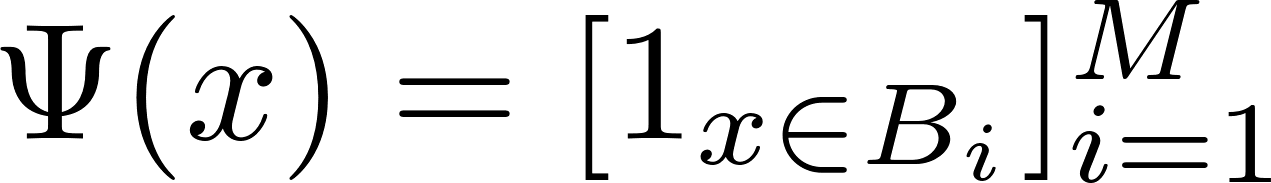 Ψ(x) = [1_{x∈B_i}]_{i=1}^{M}